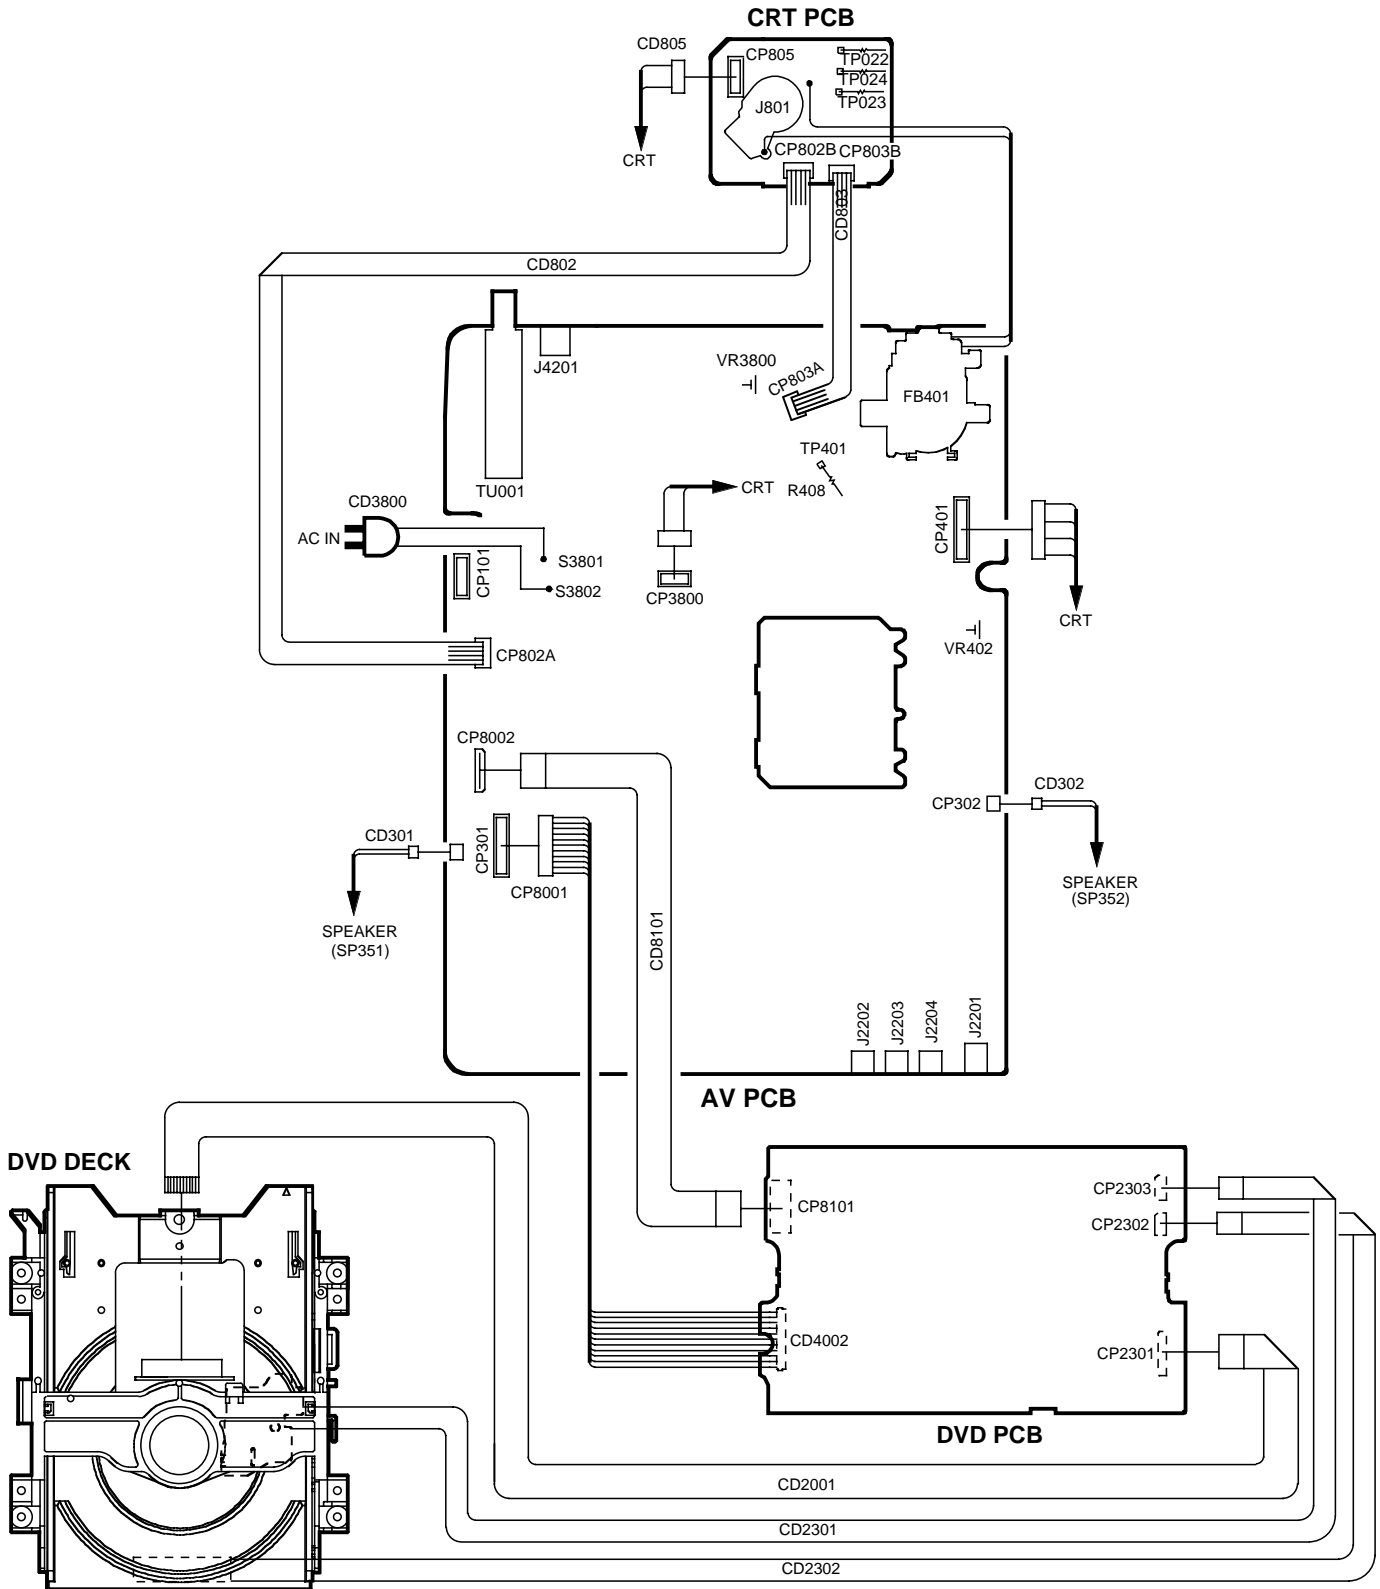 CRT PCB
CD805
CP805
TP022
TP024
TP023
J801
CRT
CP802B
CP803B
CD803
CD802
J4201
VR3800
CP803A
FB401
TU001
TP401
R408
CRT
CD3800
AC IN
CP101
S3801
S3802
CP3800
CP401
CRT
VR402
CP802A
CP8002
CP302
CD302
CD301
CP301
CP8001
SPEAKER
(SP352)
SPEAKER
(SP351)
CD8101
J2202
J2203
J2204
J2201
AV PCB
DVD DECK
CP8101
CP2303
CP2302
CD4002
CP2301
DVD PCB
CD2001
CD2301
CD2302